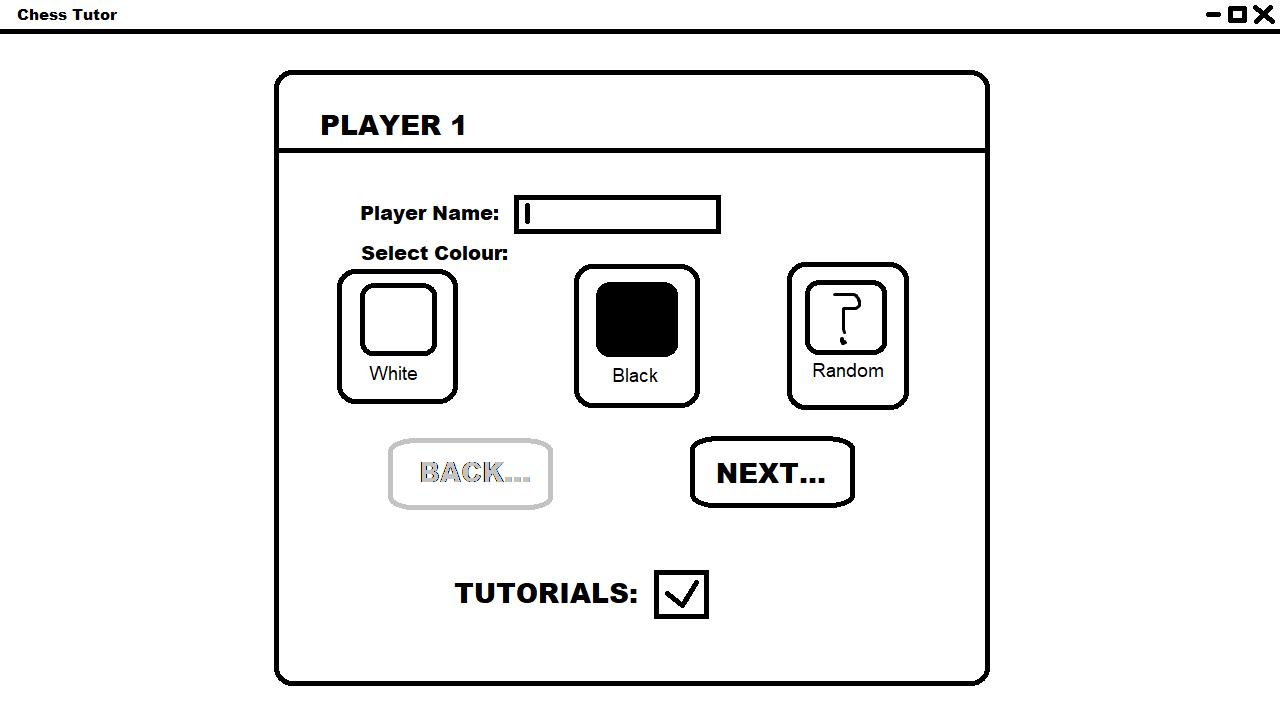 Chess Tutor
PLAYER 1
Player Name:
Select Colour:
?
White
Black
Random
BACK...
NEXT...
TUTORIALS: